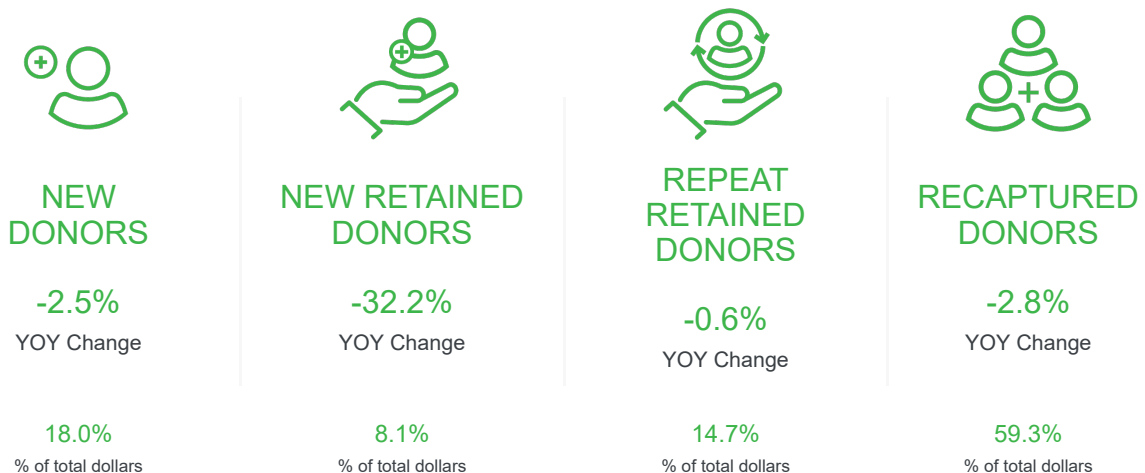 NEW
DONORS
-2.5%
YOY Change
18.0%
% of total dollars
NEW RETAINED
DONORS
-32.2%
YOY Change
8.1%
% of total dollars
REPEAT
RETAINED
DONORS
-0.6%
YOY Change
14.7%
% of total dollars
RECAPTURED
DONORS
-2.8%
YOY Change
59.3%
% of total dollars